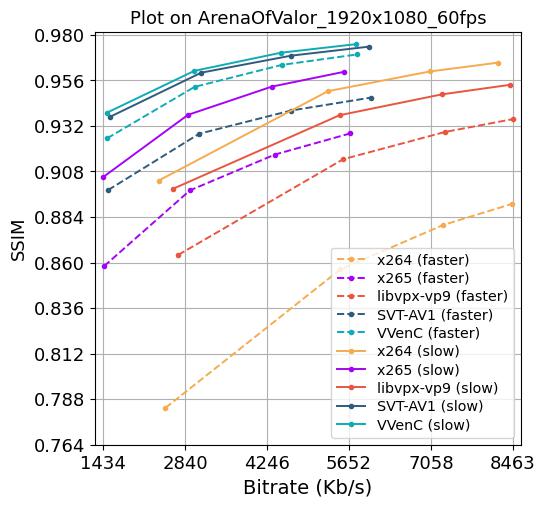 Plot on ArenaOfValor_1920x1080_60fps
0.980
0.956
0.932
0.908
0.884
0.860
0.836
0.812
0.788
0.764
SSIM
x264 (faster)
x265 (faster)
libvpx-vp9 (faster)
SVT-AV1 (faster)
VVenC (faster)
x264 (slow)
x265 (slow)
libvpx-vp9 (slow)
SVT-AV1 (slow)
VVenC (slow)
1434 2840 4246 5652 7058 8463
Bitrate (Kb/s)